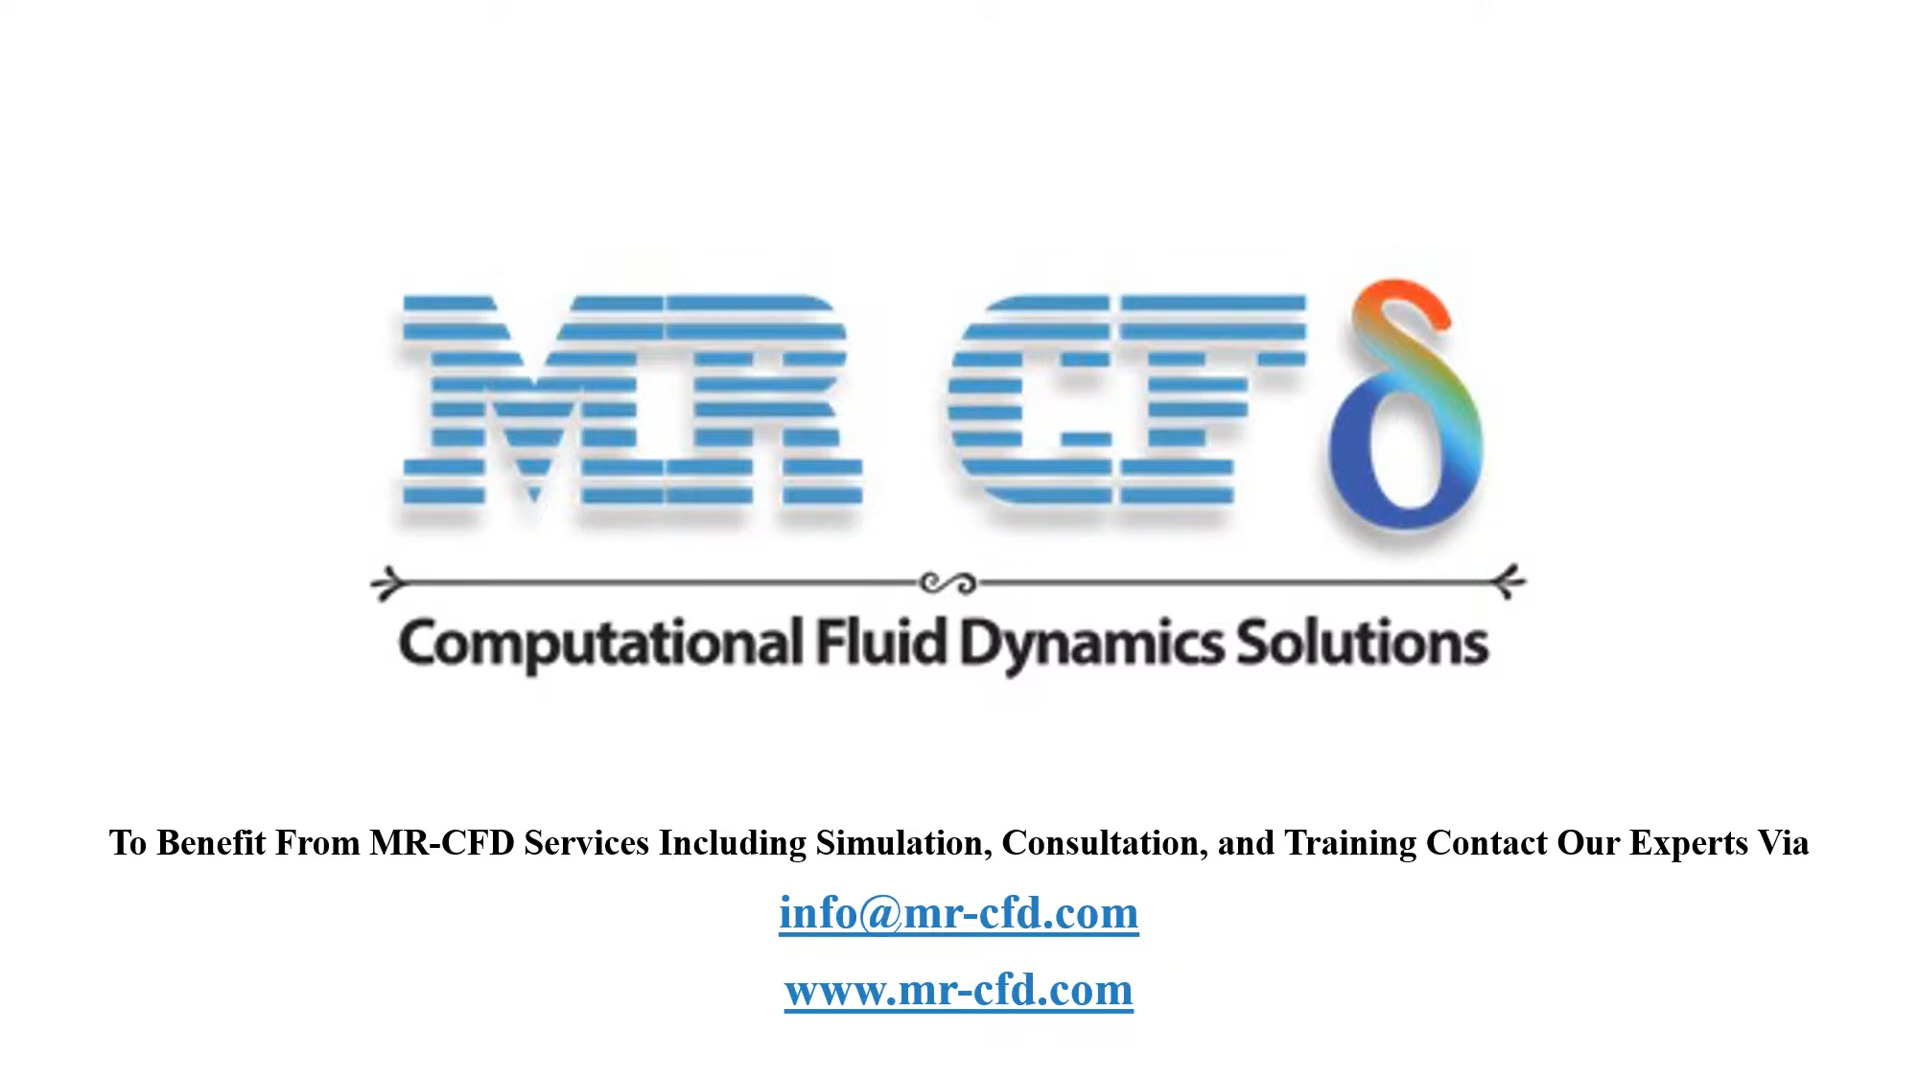 MR CFδ
Computational Fluid Dynamics Solutions
To Benefit From MR-CFD Services Including Simulation, Consultation, and Training Contact Our Experts Via
info@mr-cfd.com
www.mr-cfd.com